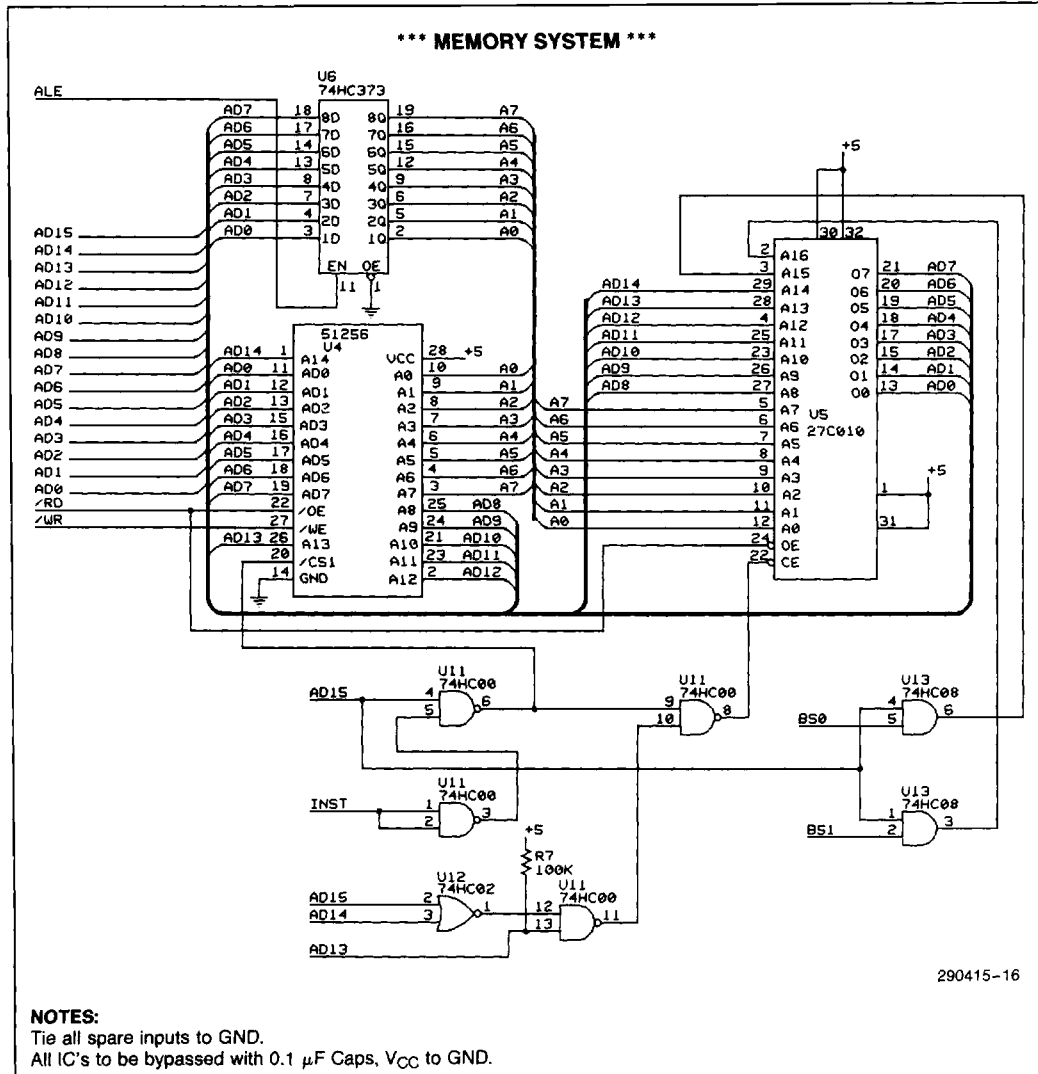 *** MEMORY SYSTEM ***
ALE
U6
74HC373
AD7 18 8D 8Q 19 A7
AD6 17 7D 7Q 16 A6
AD5 14 6D 6Q 15 A5
AD4 13 5D 5Q 12 A4
AD3 8 4D 4Q 9 A3
AD2 7 3D 3Q 6 A2
AD1 4 2D 2Q 5 A1
AD0 3 1D 1Q 2 A0
EN OE
11 1
AD15
AD14
AD13
AD12
AD11
AD10
AD9
AD8
AD7
AD6
AD5
AD4
AD3
AD2
AD1
AD0
/RD
/WR
51256
U4
AD14 1 A14 VCC 28 +5
AD0 11 AD0 A0 10 A0
AD1 12 AD1 A1 9 A1
AD2 13 AD2 A2 8 A2
AD3 15 AD3 A3 7 A3
AD4 16 AD4 A4 6 A4
AD5 17 AD5 A5 5 A5
AD6 18 AD6 A6 4 A6
AD7 19 AD7 A7 3 A7
22 /OE A8 25 AD8
27 /WE A9 24 AD9
AD13 26 A13 A10 21 AD10
20 /CS1 A11 23 AD11
14 GND A12 2 AD12
+5
30 32
2 A16
3 A15 O7 21 AD7
AD14 29 A14 O6 20 AD6
AD13 28 A13 O5 19 AD5
AD12 4 A12 O4 18 AD4
AD11 25 A11 O3 17 AD3
AD10 23 A10 O2 15 AD2
AD9 26 A9 O1 14 AD1
AD8 27 A8 O0 13 AD0
A7 5 A7 U5
A6 6 A6 27C010
A5 7 A5
A4 8 A4
A3 9 A3 +5
A2 10 A2 1
A1 11 A1
A0 12 A0 31
24 OE
22 CE
U11
74HC00
AD15 4 6
5
U11
74HC00
9 8
10
U13
74HC08
4 6
BS0 5
U11
74HC00
INST 1 3
2
U13
74HC08
1 3
BS1 2
+5
R7
100K
U12
74HC02
AD15 2 1
AD14 3
U11
74HC00
12 11
13
AD13
290415-16
NOTES:
Tie all spare inputs to GND.
All IC's to be bypassed with 0.1 μF Caps, VCC to GND.